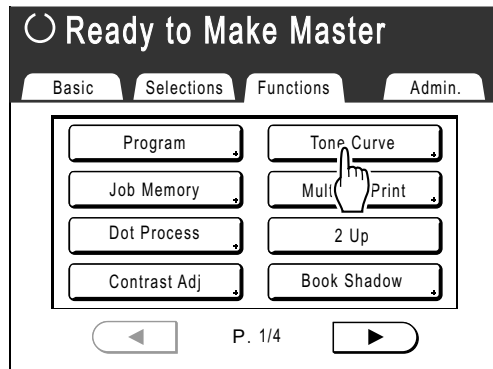 Ready to Make Master
Basic Selections Functions Admin.
Program Tone Curve
Job Memory Print
Dot Process 2 Up
Contrast Adj Book Shadow
P. 1/4